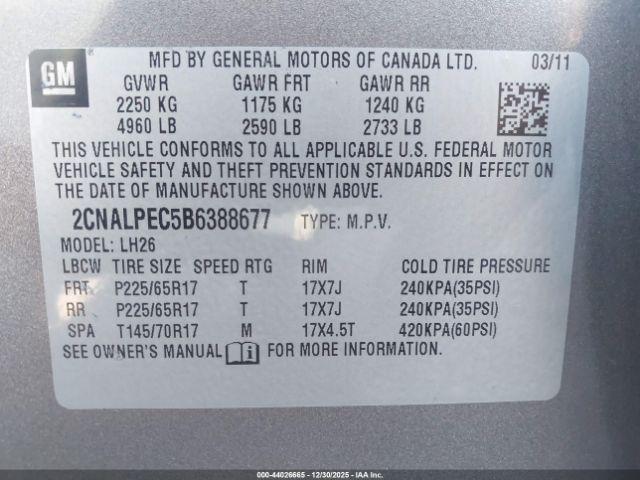 GM
MFD BY GENERAL MOTORS OF CANADA LTD. 03/11
GVWR GAWR FRT GAWR RR
2250 KG 1175 KG 1240 KG
4960 LB 2590 LB 2733 LB
THIS VEHICLE CONFORMS TO ALL APPLICABLE U.S. FEDERAL MOTOR
VEHICLE SAFETY AND THEFT PREVENTION STANDARDS IN EFFECT ON
THE DATE OF MANUFACTURE SHOWN ABOVE.
2CNALPEC5B6388677 TYPE: M.P.V.
MODEL: LH26
LBCW TIRE SIZE SPEED RTG RIM COLD TIRE PRESSURE
FRT P225/65R17 T 17X7J 240KPA(35PSI)
RR P225/65R17 T 17X7J 240KPA(35PSI)
SPA T145/70R17 M 17X4.5T 420KPA(60PSI)
SEE OWNER'S MANUAL i FOR MORE INFORMATION.
000-44026665 - 12/30/2025 - IAAI.CA